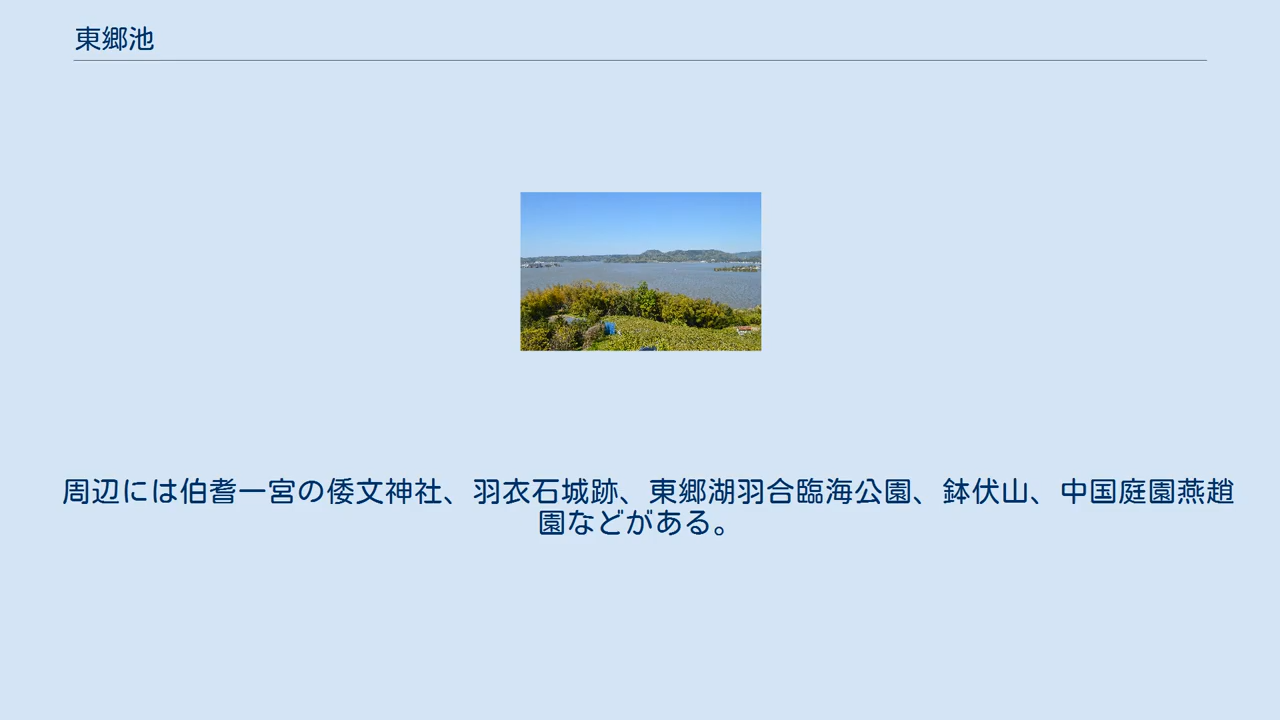 東郷池
周辺には伯耆一宮の倭文神社、羽衣石城跡、東郷湖羽合臨海公園、鉢伏山、中国庭園燕趙
園などがある。